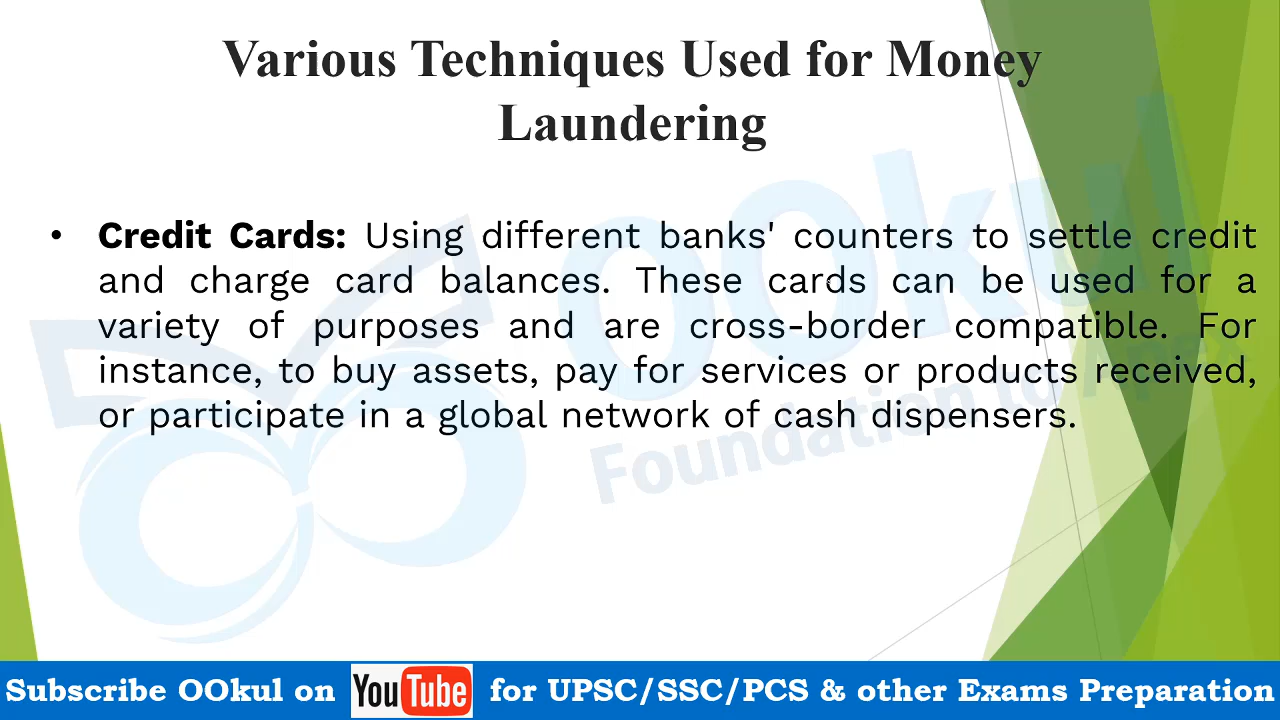 Various Techniques Used for Money
Laundering
• Credit Cards: Using different banks' counters to settle credit
and charge card balances. These cards can be used for a
variety of purposes and are cross-border compatible. For
instance, to buy assets, pay for services or products received,
or participate in a global network of cash dispensers.
OOkul
Foundation to
Subscribe OOkul on YouTube for UPSC/SSC/PCS & other Exams Preparation